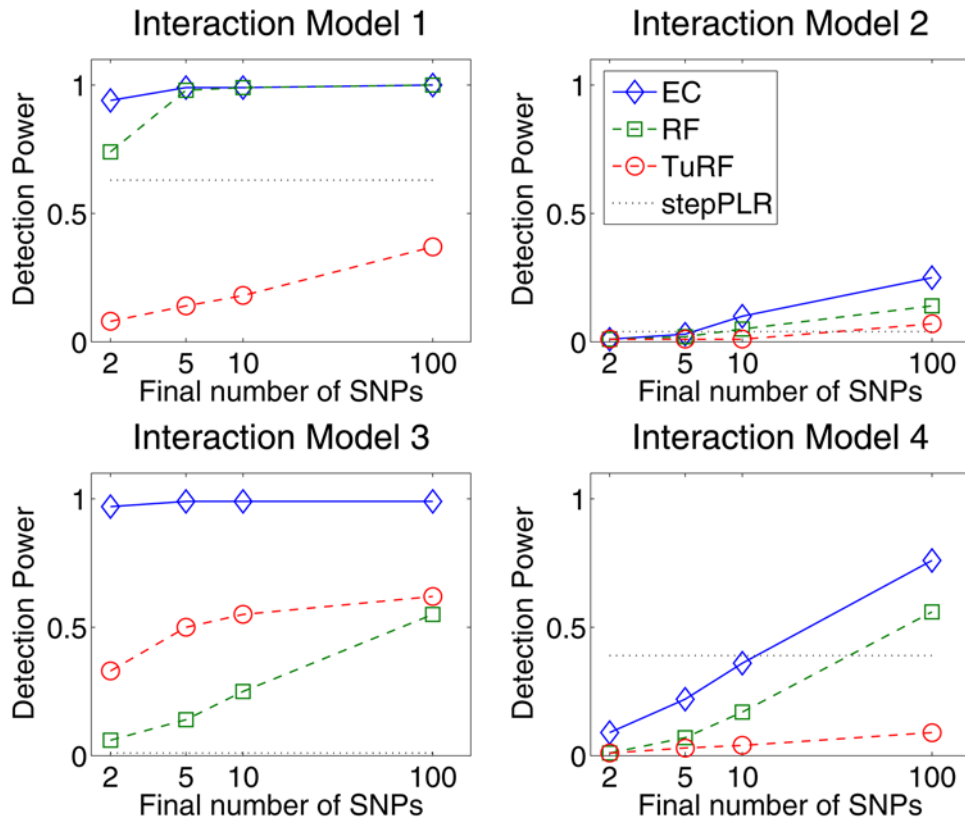 Interaction Model 1
Detection Power
1
0.5
0
2
5
10
100
Final number of SNPs
Interaction Model 2
Detection Power
1
0.5
0
EC
RF
TuRF
stepPLR
2
5
10
100
Final number of SNPs
Interaction Model 3
Detection Power
1
0.5
0
2
5
10
100
Final number of SNPs
Interaction Model 4
Detection Power
1
0.5
0
2
5
10
100
Final number of SNPs